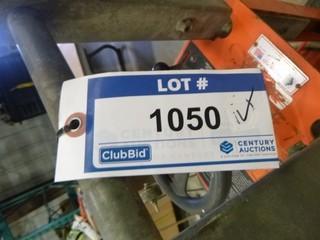 LOT #
1050
ClubBid
CENTURY
AUCTIONS